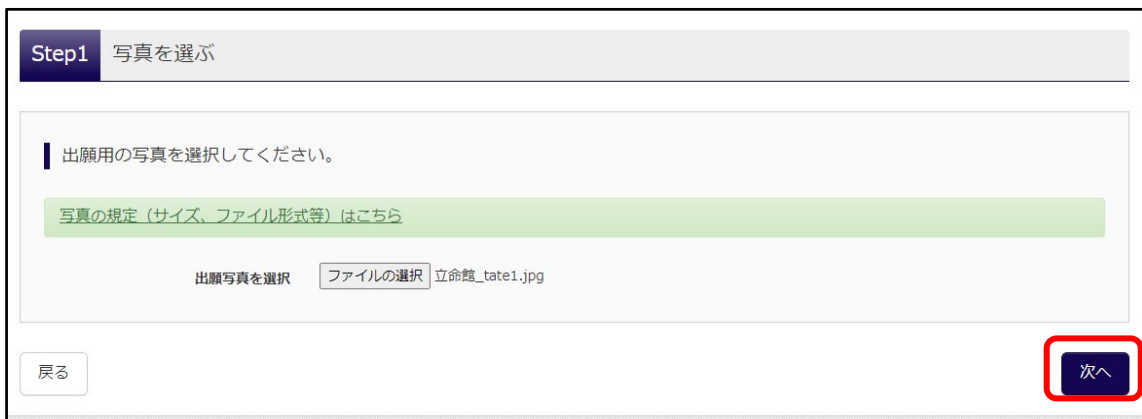 Step1 写真を選ぶ
出願用の写真を選択してください。
写真の規定（サイズ、ファイル形式等）はこちら
出願写真を選択 ファイルの選択 立命館_tate1.jpg
戻る 次へ